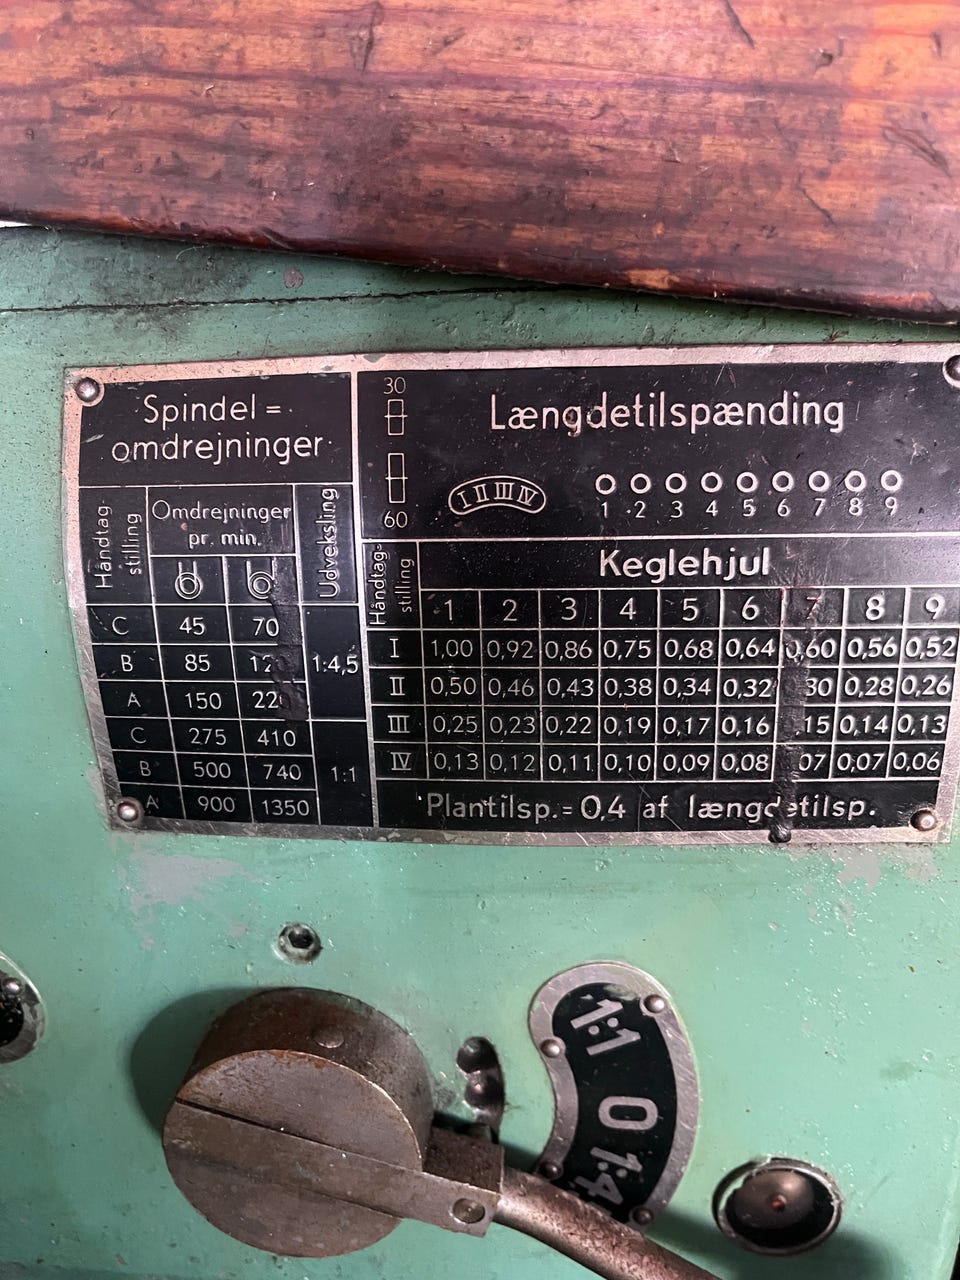 Spindel=
omdrejninger
Håndtag
stilling
Omdrejninger
pr. min.
Udveksling
C 45 70
B 85 1:4,5
A 150
C 275 410
B 500 740 1:1
A 900 1350
30
60
Længdetilspænding
I II III IV
1 2 3 4 5 6 7 8 9
Håndtag-
stilling
Keglehjul
1 2 3 4 5 6 7 8 9
I 1,00 0,92 0,86 0,75 0,68 0,64 0,60 0,56 0,52
II 0,50 0,46 0,43 0,38 0,34 0,32 30 0,28 0,26
III 0,25 0,23 0,22 0,19 0,17 0,16 15 0,14 0,13
IV 0,13 0,12 0,11 0,10 0,09 0,08 07 0,07 0,06
Plantilsp.=0,4 af længdetilsp.
1:1
0